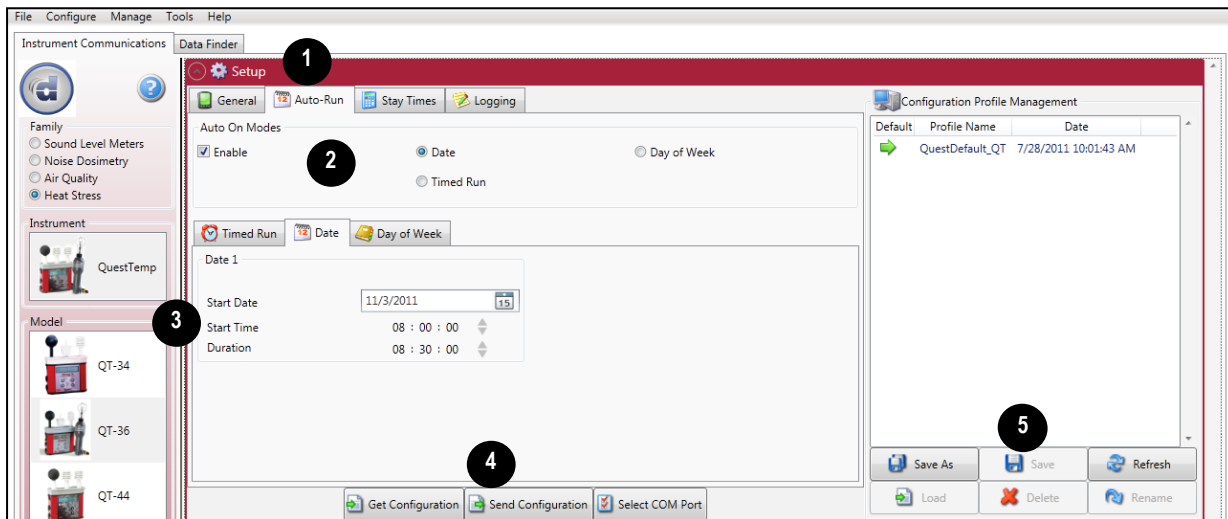 File Configure Manage Tools Help
Instrument Communications Data Finder
1
Setup
General Auto-Run Stay Times Logging
Auto On Modes
Enable
2
Date
Day of Week
Timed Run
Timed Run Date Day of Week
Date 1
Start Date 11/3/2011 15
Start Time 08 : 00 : 00
Duration 08 : 30 : 00
3
4
Get Configuration Send Configuration Select COM Port
Family
Sound Level Meters
Noise Dosimetry
Air Quality
Heat Stress
Instrument
QuestTemp
Model
QT-34
QT-36
QT-44
Configuration Profile Management
Default Profile Name Date
QuestDefault_QT 7/28/2011 10:01:43 AM
5
Save As Save Refresh
Load Delete Rename